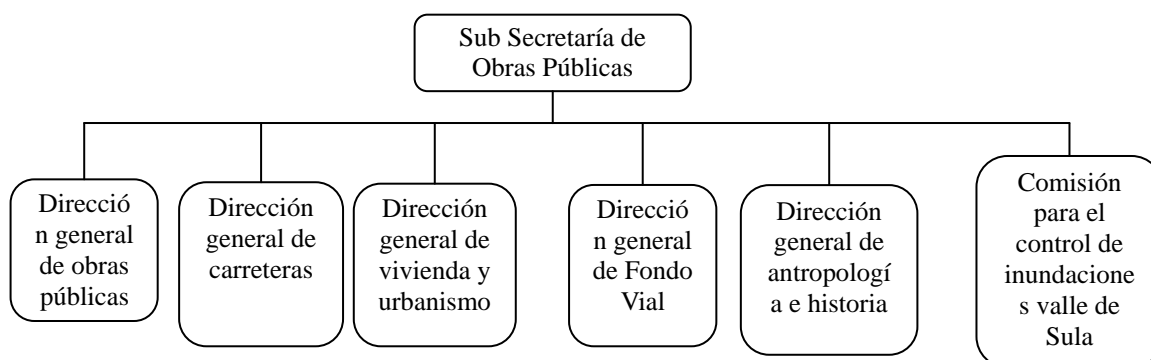 Sub Secretaría de
Obras Públicas
Direcció
n general
de obras
públicas
Dirección
general de
carreteras
Dirección
general de
vivienda y
urbanismo
Direcció
n general
de Fondo
Vial
Dirección
general de
antropologí
a e historia
Comisión
para el
control de
inundacione
s valle de
Sula